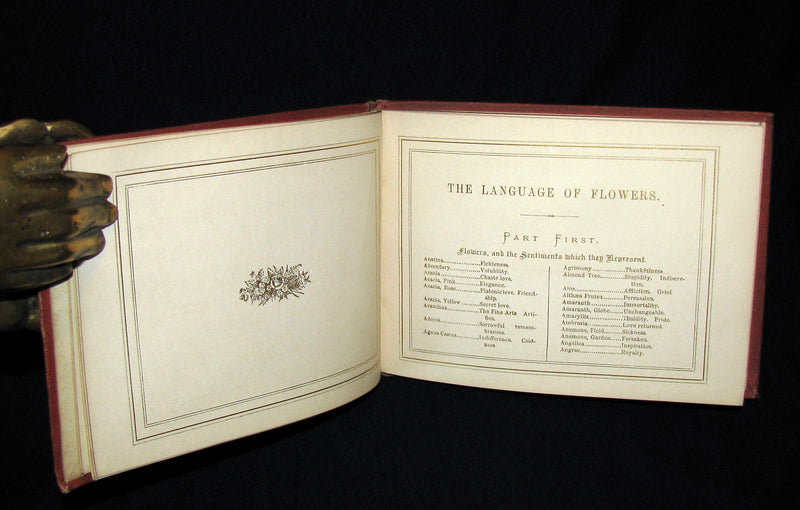 THE LANGUAGE OF FLOWERS.
PART FIRST.
Flowers, and the Sentiments which they Represent.
Abatina..............Fickleness.
Abecedary............Volubility.
Acacia...............Chaste love.
Acacia, Pink.........Elegance.
Acacia, Rose.........Platonic love. Friend-
ship.
Acacia, Yellow.......Secret love.
Acanthus.............The Fine Arts Arti-
fice.
Adonis...............Sorrowful remem-
brances.
Agnus Castus.........Indifference. Cold-
ness
Agrimony.............Thankfulness
Almond Tree..........Stupidity. Indiscre-
tion.
Aloe.................Affliction. Grief
Althæa Frutex........Persuasion.
Amaranth.............Immortality.
Amaranth, Globe......Unchangeable.
Amaryllis............Timidity. Pride.
Ambrosia.............Love returned.
Anemone, Field.......Sickness.
Anemone, Garden......Forsaken.
Angelica.............Inspiration.
Angrec...............Royalty.